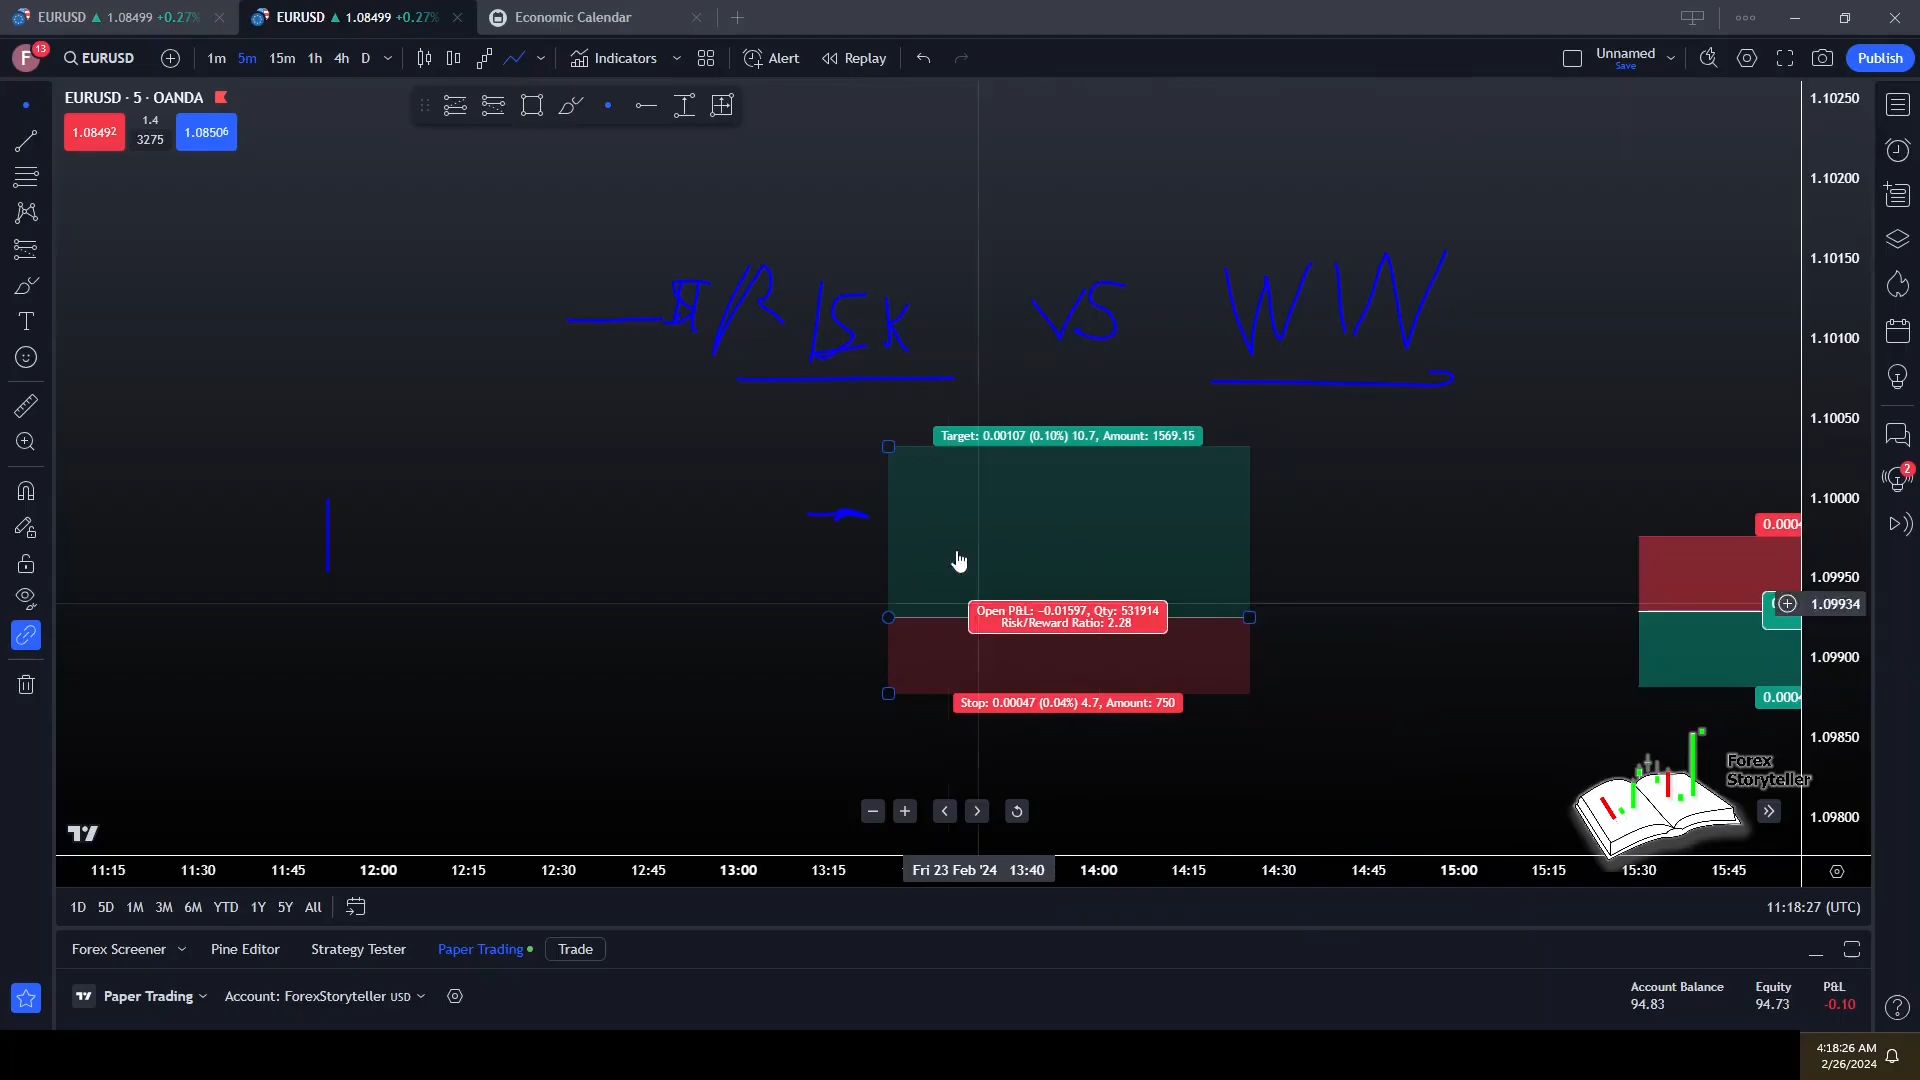 EURUSD 1.08499 +0.27%
EURUSD 1.08499 +0.27%
Economic Calendar
F
13
EURUSD
1m 5m 15m 1h 4h D
Indicators
Alert
Replay
Unnamed
Save
Publish
EURUSD · 5 · OANDA
1.08492
1.4
3275
1.08506
RISK vs WIN
Target: 0.00107 (0.10%) 10.7, Amount: 1569.15
Open P&L: −0.01597, Qty: 531914
Risk/Reward Ratio: 2.28
Stop: 0.00047 (0.04%) 4.7, Amount: 750
1.10250
1.10200
1.10150
1.10100
1.10050
1.10000
1.09950
1.09934
1.09900
1.09850
1.09800
2
Forex
Storyteller
11:15 11:30 11:45 12:00 12:15 12:30 12:45 13:00 13:15 Fri 23 Feb '24 13:40 14:00 14:15 14:30 14:45 15:00 15:15 15:30 15:45
1D 5D 1M 3M 6M YTD 1Y 5Y All
11:18:27 (UTC)
Forex Screener Pine Editor Strategy Tester Paper Trading Trade
Paper Trading Account: ForexStoryteller USD
Account Balance Equity P&L
94.83 94.73 -0.10
4:18:26 AM
2/26/2024